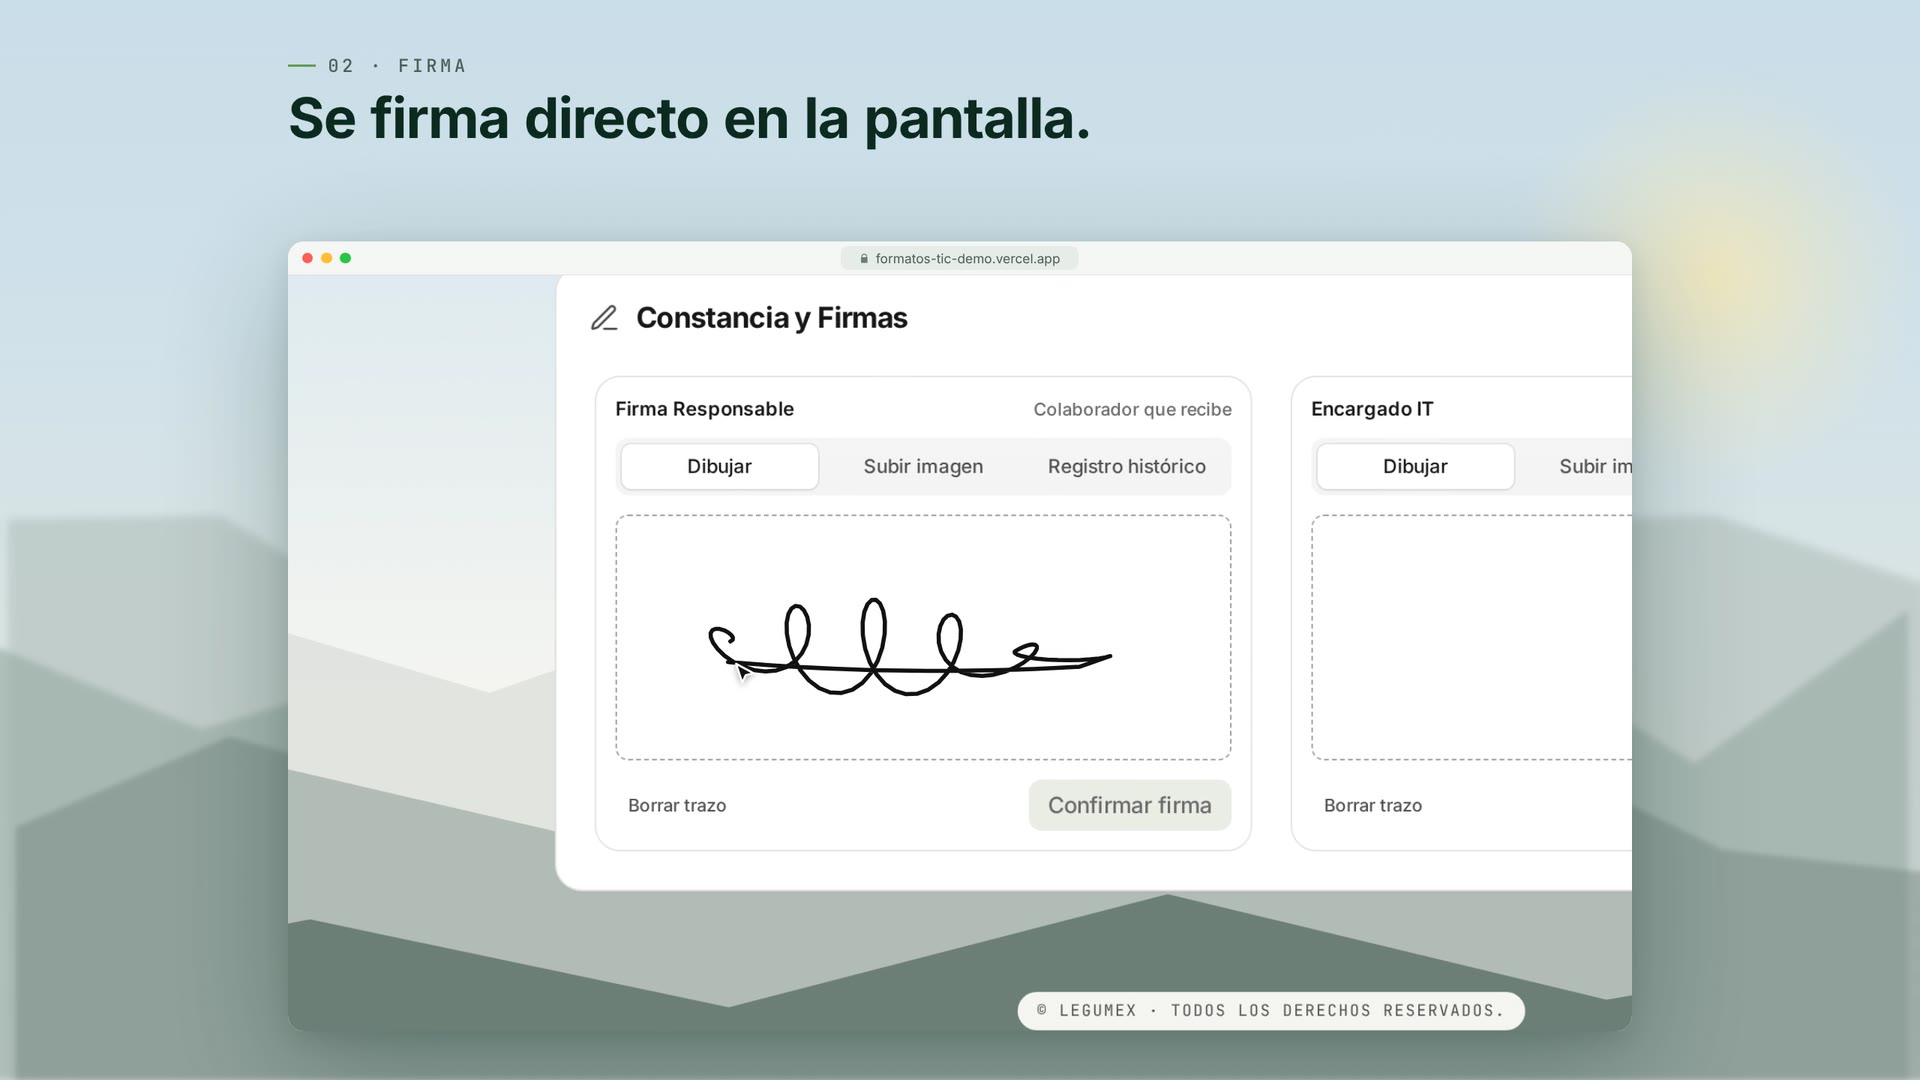 02 · FIRMA
Se firma directo en la pantalla.
formatos-tic-demo.vercel.app
Constancia y Firmas
Firma Responsable
Colaborador que recibe
Dibujar
Subir imagen
Registro histórico
Borrar trazo
Confirmar firma
Encargado IT
Dibujar
Subir im
Borrar trazo
© LEGUMEX · TODOS LOS DERECHOS RESERVADOS.